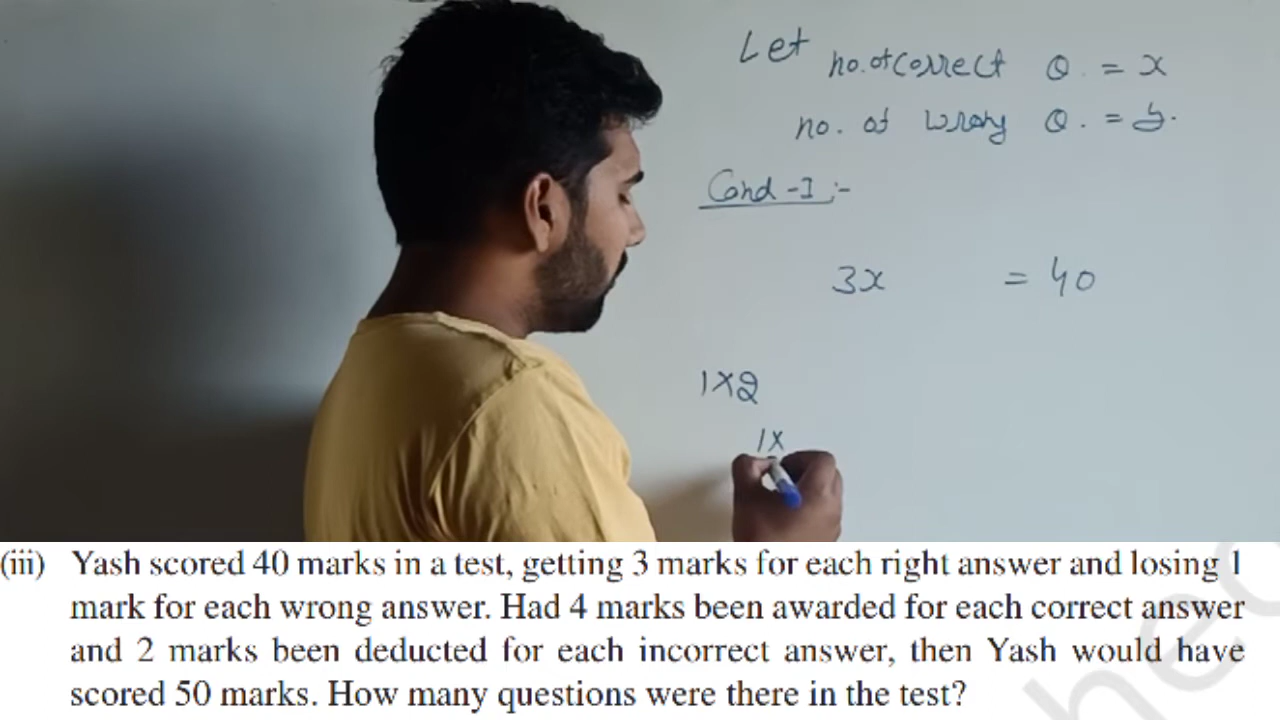 Let no. of correct Q. = x
no. of wrong Q. = y.
Cond-I :-
3x = 40
1×2
1×
(iii) Yash scored 40 marks in a test, getting 3 marks for each right answer and losing 1
mark for each wrong answer. Had 4 marks been awarded for each correct answer
and 2 marks been deducted for each incorrect answer, then Yash would have
scored 50 marks. How many questions were there in the test?